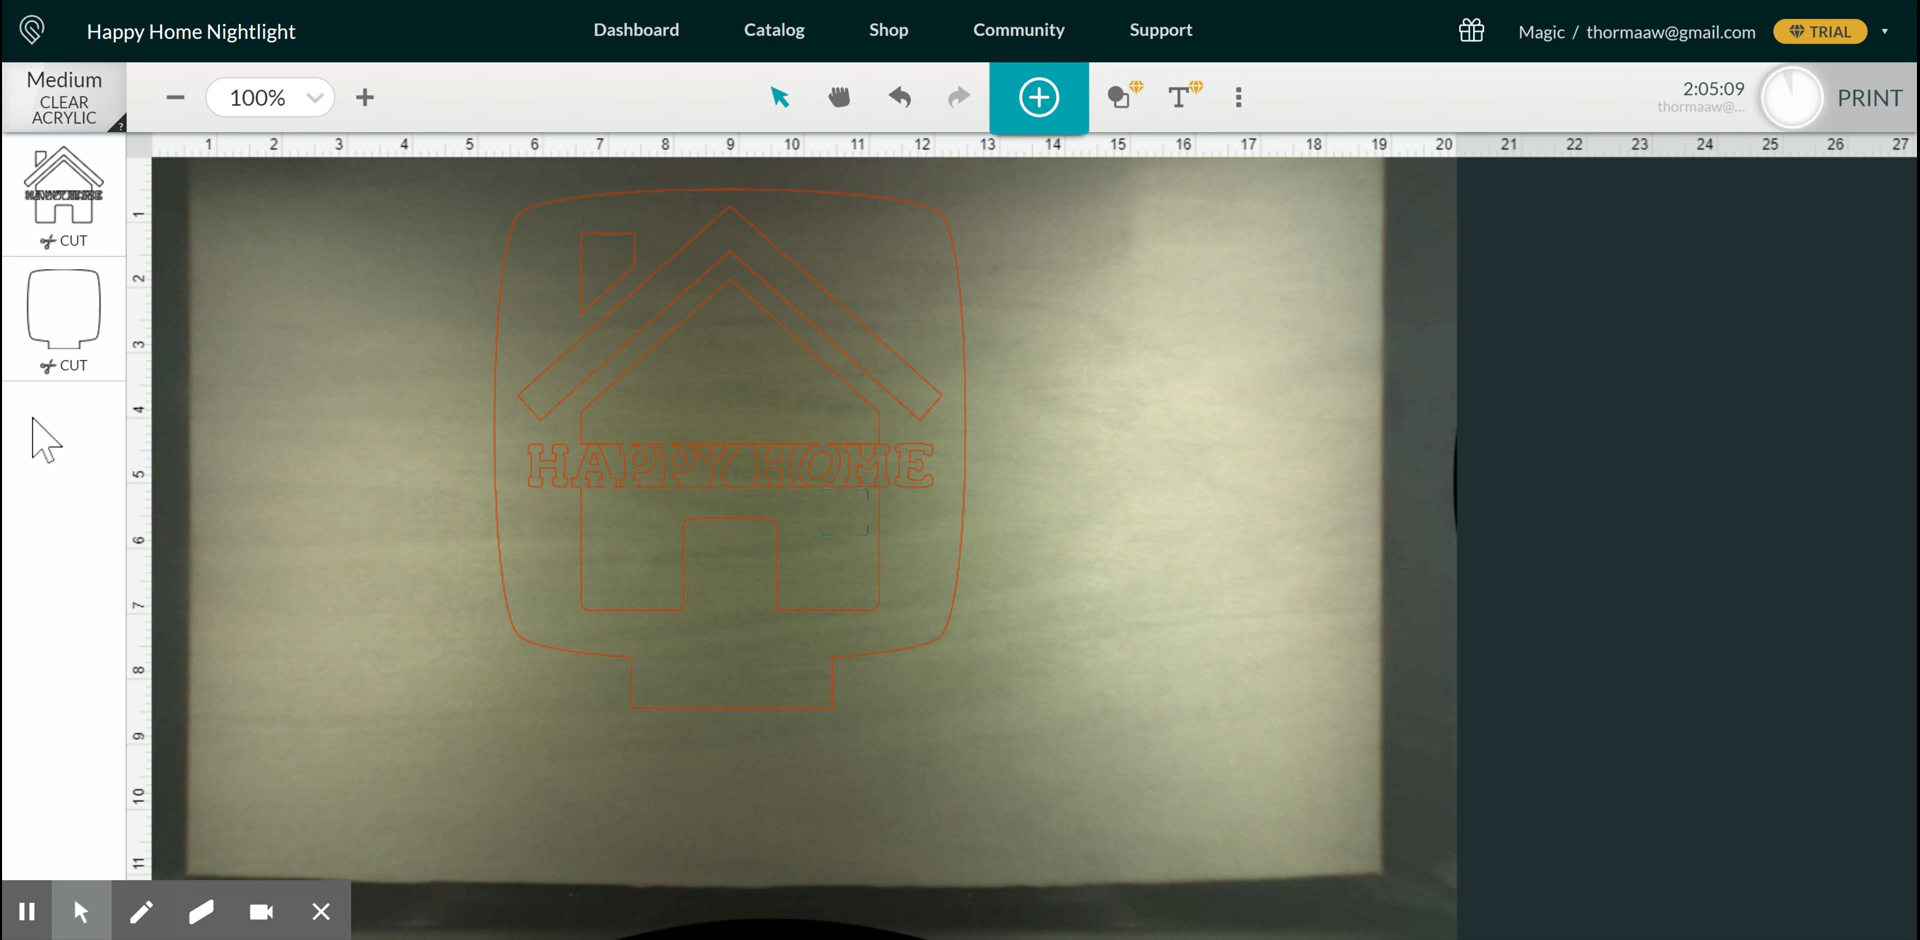 Happy Home Nightlight
Dashboard Catalog Shop Community Support
Magic / thormaaw@gmail.com TRIAL
Medium
CLEAR
ACRYLIC
?
100%
T
2:05:09
thormaaw@...
PRINT
1 2 3 4 5 6 7 8 9 10 11 12 13 14 15 16 17 18 19 20 21 22 23 24 25 26 27
HAPPY HOME
CUT
CUT
1
2
3
4
5
6
7
8
9
10
11
HAPPY HOME